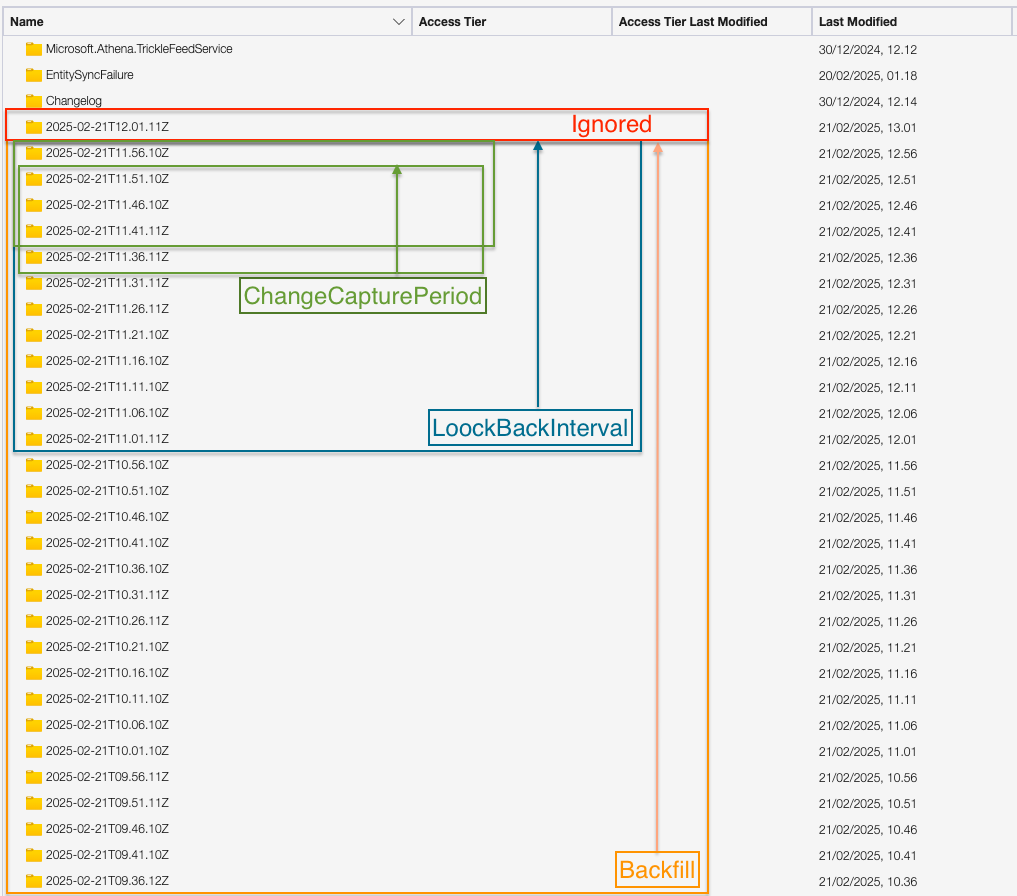 Name Access Tier Access Tier Last Modified Last Modified
Microsoft.Athena.TrickleFeedService 30/12/2024, 12.12
EntitySyncFailure 20/02/2025, 01.18
Changelog 30/12/2024, 12.14
2025-02-21T12.01.11Z Ignored 21/02/2025, 13.01
2025-02-21T11.56.10Z 21/02/2025, 12.56
2025-02-21T11.51.10Z 21/02/2025, 12.51
2025-02-21T11.46.10Z 21/02/2025, 12.46
2025-02-21T11.41.11Z 21/02/2025, 12.41
2025-02-21T11.36.11Z 21/02/2025, 12.36
2025-02-21T11.31.11Z 21/02/2025, 12.31
ChangeCapturePeriod
2025-02-21T11.26.11Z 21/02/2025, 12.26
2025-02-21T11.21.10Z 21/02/2025, 12.21
2025-02-21T11.16.10Z 21/02/2025, 12.16
2025-02-21T11.11.10Z 21/02/2025, 12.11
2025-02-21T11.06.10Z 21/02/2025, 12.06
LoockBackInterval
2025-02-21T11.01.11Z 21/02/2025, 12.01
2025-02-21T10.56.10Z 21/02/2025, 11.56
2025-02-21T10.51.10Z 21/02/2025, 11.51
2025-02-21T10.46.10Z 21/02/2025, 11.46
2025-02-21T10.41.10Z 21/02/2025, 11.41
2025-02-21T10.36.10Z 21/02/2025, 11.36
2025-02-21T10.31.11Z 21/02/2025, 11.31
2025-02-21T10.26.11Z 21/02/2025, 11.26
2025-02-21T10.21.10Z 21/02/2025, 11.21
2025-02-21T10.16.10Z 21/02/2025, 11.16
2025-02-21T10.11.10Z 21/02/2025, 11.11
2025-02-21T10.06.10Z 21/02/2025, 11.06
2025-02-21T10.01.10Z 21/02/2025, 11.01
2025-02-21T09.56.11Z 21/02/2025, 10.56
2025-02-21T09.51.11Z 21/02/2025, 10.51
2025-02-21T09.46.10Z 21/02/2025, 10.46
2025-02-21T09.41.10Z 21/02/2025, 10.41
Backfill
2025-02-21T09.36.12Z 21/02/2025, 10.36